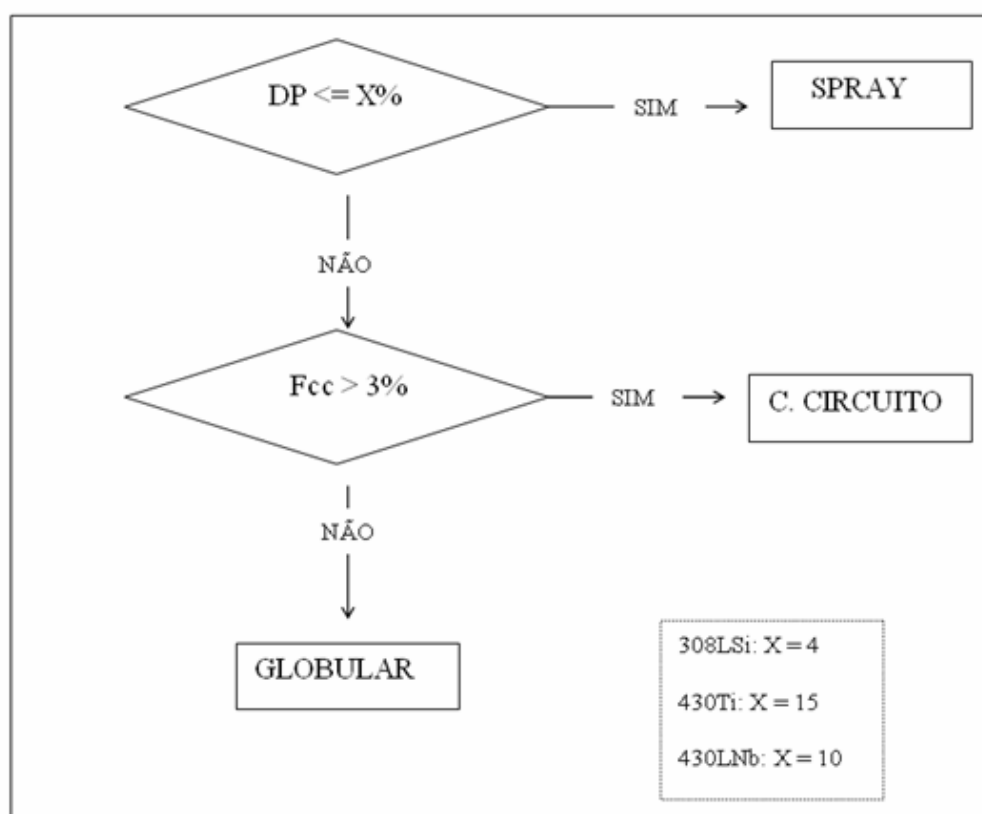 DP <= X%
SIM
SPRAY
NÃO
Fcc > 3%
SIM
C. CIRCUITO
NÃO
GLOBULAR
308LSi: X = 4
430Ti: X = 15
430LNb: X = 10